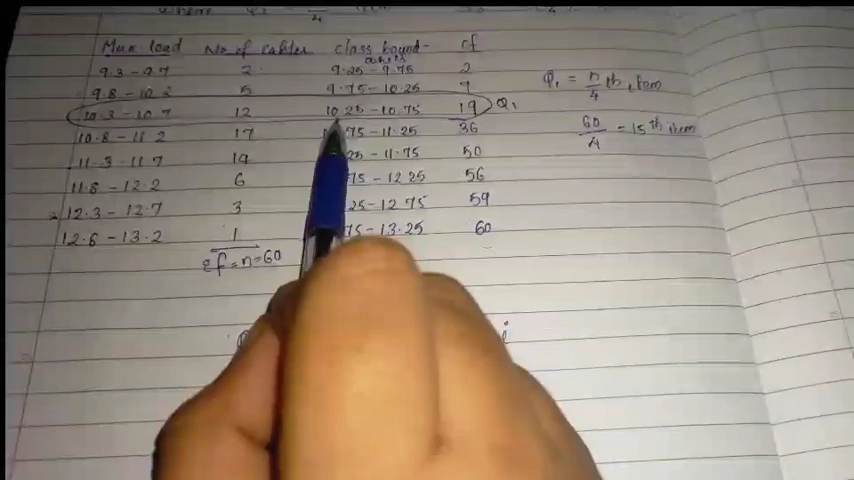 where
Max load No of cables class bound- cf
aries
9.3 - 9.7 2 9.25 - 9.75 2
9.8 - 10.2 5 9.75 - 10.25 7
10.3 - 10.7 12 10.25 - 10.75 19 Q1
10.8 - 11.2 17 .75 - 11.25 36
11.3 - 11.7 14 25 - 11.75 50
11.8 - 12.2 6 75 - 12.25 56
12.3 - 12.7 3 25 - 12.75 59
12.6 - 13.2 1 75 - 13.25 60
Σf = n = 60
Q1 = n/4 th item
60/4 = 15th item